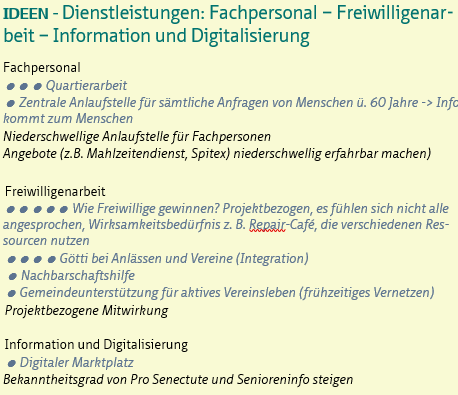 IDEEN - Dienstleistungen: Fachpersonal – Freiwilligenar-
beit – Information und Digitalisierung
Fachpersonal
● ● ● Quartierarbeit
● Zentrale Anlaufstelle für sämtliche Anfragen von Menschen ü. 60 Jahre -> Info
kommt zum Menschen
Niederschwellige Anlaufstelle für Fachpersonen
Angebote (z.B. Mahlzeitendienst, Spitex) niederschwellig erfahrbar machen)
Freiwilligenarbeit
● ● ● ● ● Wie Freiwillige gewinnen? Projektbezogen, es fühlen sich nicht alle
angesprochen, Wirksamkeitsbedürfnis z. B. Repair-Café, die verschiedenen Res-
sourcen nutzen
● ● ● ● Götti bei Anlässen und Vereine (Integration)
● Nachbarschaftshilfe
● Gemeindeunterstützung für aktives Vereinsleben (frühzeitiges Vernetzen)
Projektbezogene Mitwirkung
Information und Digitalisierung
● Digitaler Marktplatz
Bekanntheitsgrad von Pro Senectute und Senioreninfo steigen